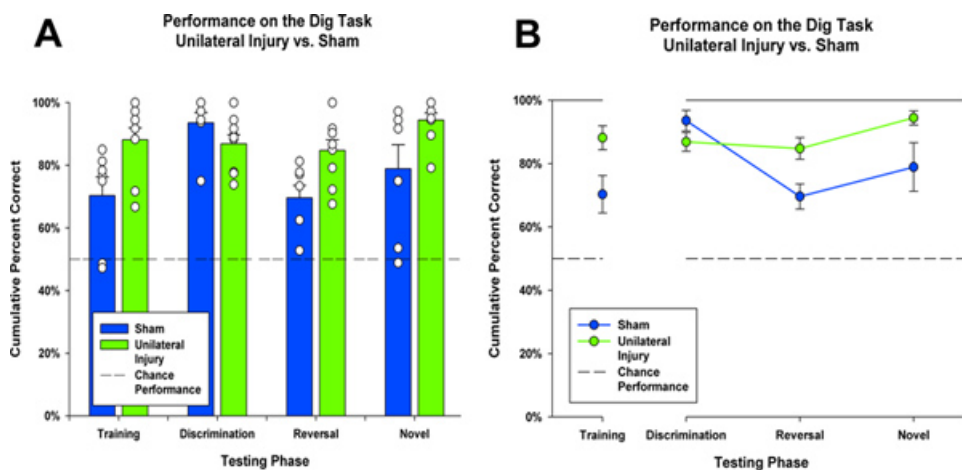 A
Performance on the Dig Task
Unilateral Injury vs. Sham
Cumulative Percent Correct
100%
80%
60%
40%
20%
0%
Sham
Unilateral
Injury
Chance
Performance
Training Discrimination Reversal Novel
Testing Phase
B
Performance on the Dig Task
Unilateral Injury vs. Sham
Cumulative Percent Correct
100%
80%
60%
40%
20%
0%
Sham
Unilateral
Injury
Chance
Performance
Training Discrimination Reversal Novel
Testing Phase